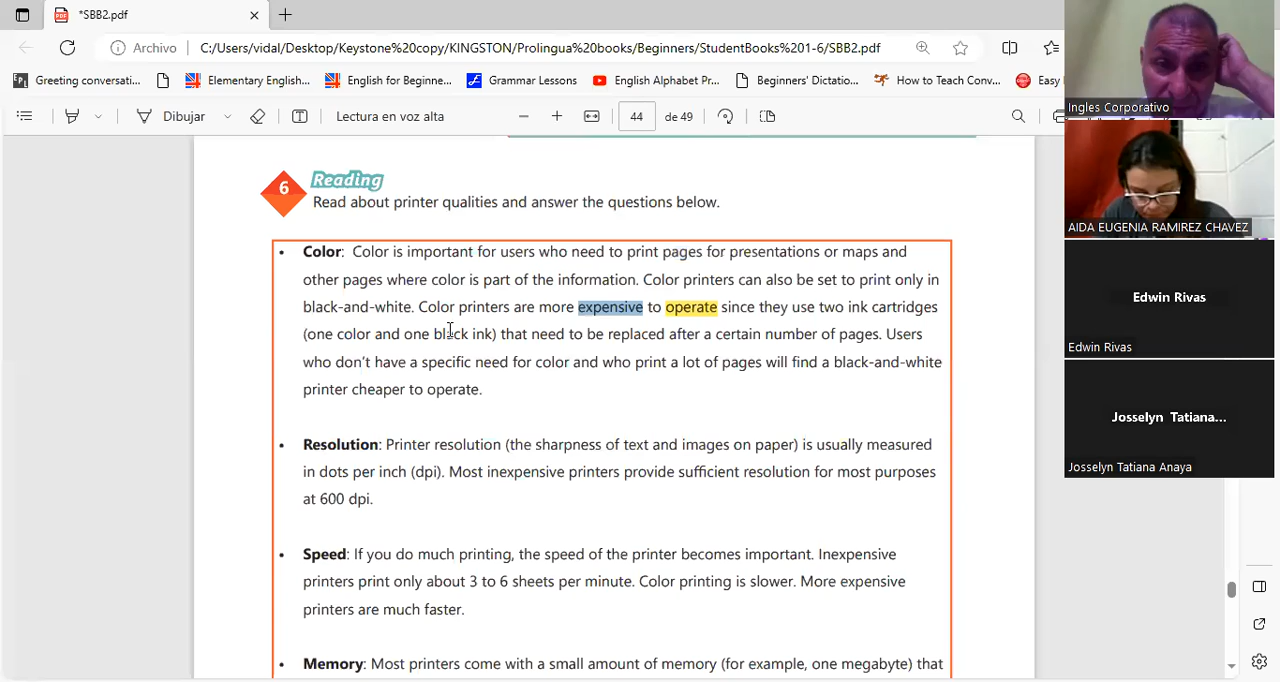 *SBB2.pdf
Archivo C:/Users/vidal/Desktop/Keystone%20copy/KINGSTON/Prolingua%20books/Beginners/StudentBooks%201-6/SBB2.pdf
Greeting conversati... Elementary English... English for Beginne... Grammar Lessons English Alphabet Pr... Beginners' Dictatio... How to Teach Conv... Easy
Dibujar Lectura en voz alta 44 de 49
6 Reading
Read about printer qualities and answer the questions below.
• Color: Color is important for users who need to print pages for presentations or maps and
other pages where color is part of the information. Color printers can also be set to print only in
black-and-white. Color printers are more expensive to operate since they use two ink cartridges
(one color and one black ink) that need to be replaced after a certain number of pages. Users
who don't have a specific need for color and who print a lot of pages will find a black-and-white
printer cheaper to operate.
• Resolution: Printer resolution (the sharpness of text and images on paper) is usually measured
in dots per inch (dpi). Most inexpensive printers provide sufficient resolution for most purposes
at 600 dpi.
• Speed: If you do much printing, the speed of the printer becomes important. Inexpensive
printers print only about 3 to 6 sheets per minute. Color printing is slower. More expensive
printers are much faster.
• Memory: Most printers come with a small amount of memory (for example, one megabyte) that
Ingles Corporativo
AIDA EUGENIA RAMIREZ CHAVEZ
Edwin Rivas
Edwin Rivas
Josselyn Tatiana...
Josselyn Tatiana Anaya